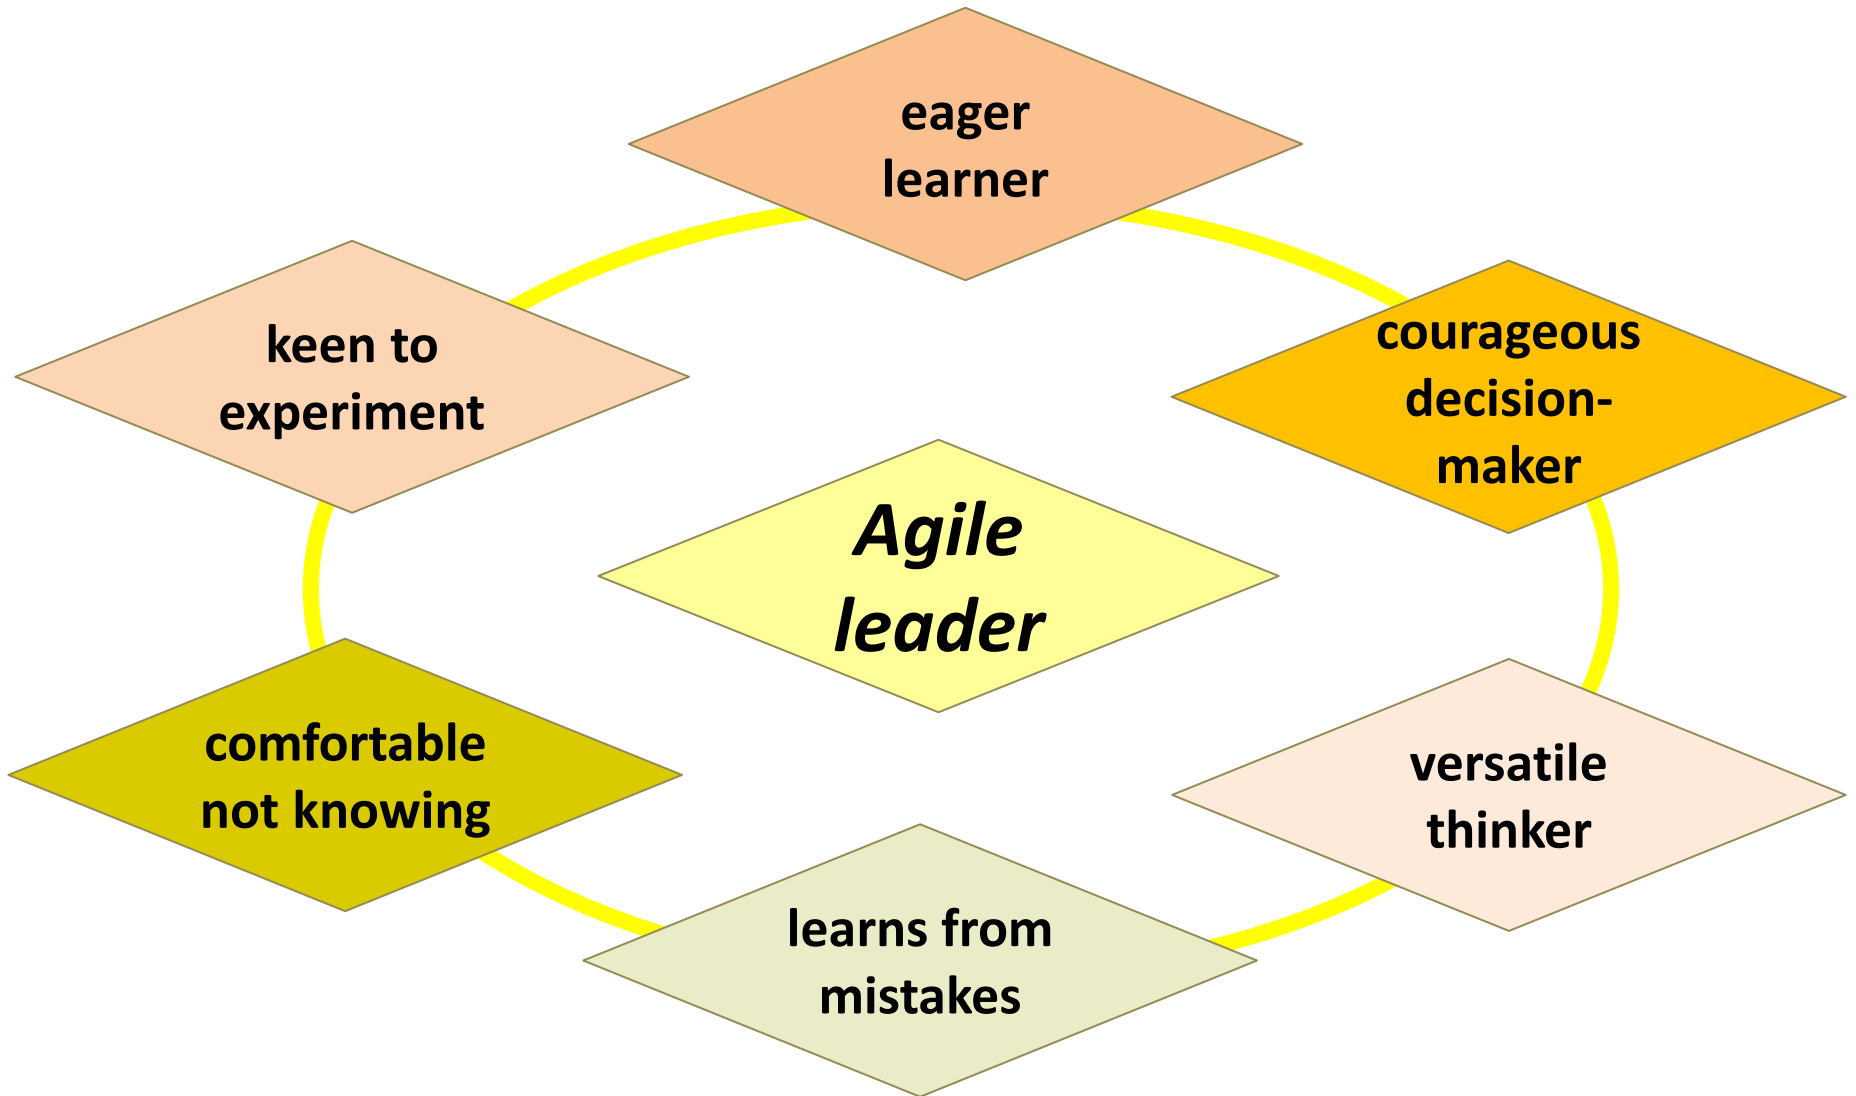 eager
learner
keen to
experiment
courageous
decision-
maker
Agile
leader
comfortable
not knowing
versatile
thinker
learns from
mistakes